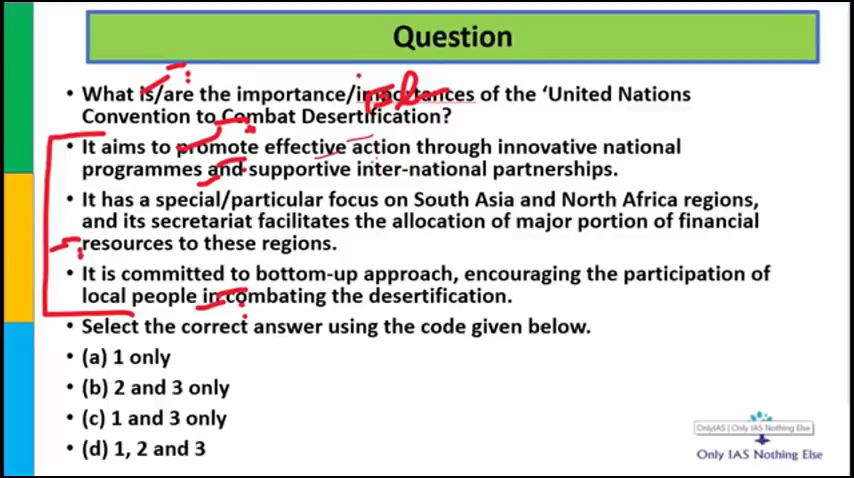 Question
• What is/are the importance/importances of the ‘United Nations
Convention to Combat Desertification?
• It aims to promote effective action through innovative national
programmes and supportive inter-national partnerships.
• It has a special/particular focus on South Asia and North Africa regions,
and its secretariat facilitates the allocation of major portion of financial
resources to these regions.
• It is committed to bottom-up approach, encouraging the participation of
local people in combating the desertification.
• Select the correct answer using the code given below.
• (a) 1 only
• (b) 2 and 3 only
• (c) 1 and 3 only
• (d) 1, 2 and 3
OnlyIAS | Only IAS Nothing Else
Only IAS Nothing Else